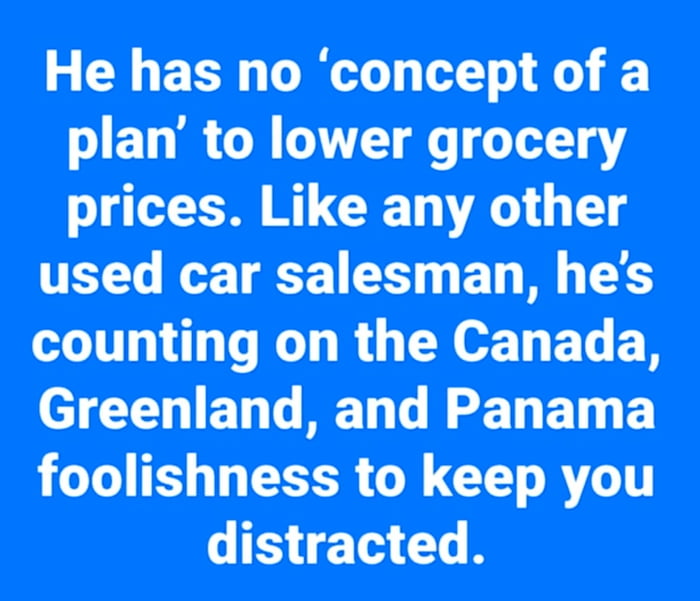 He has no ‘concept of a
plan’ to lower grocery
prices. Like any other
used car salesman, he’s
counting on the Canada,
Greenland, and Panama
foolishness to keep you
distracted.